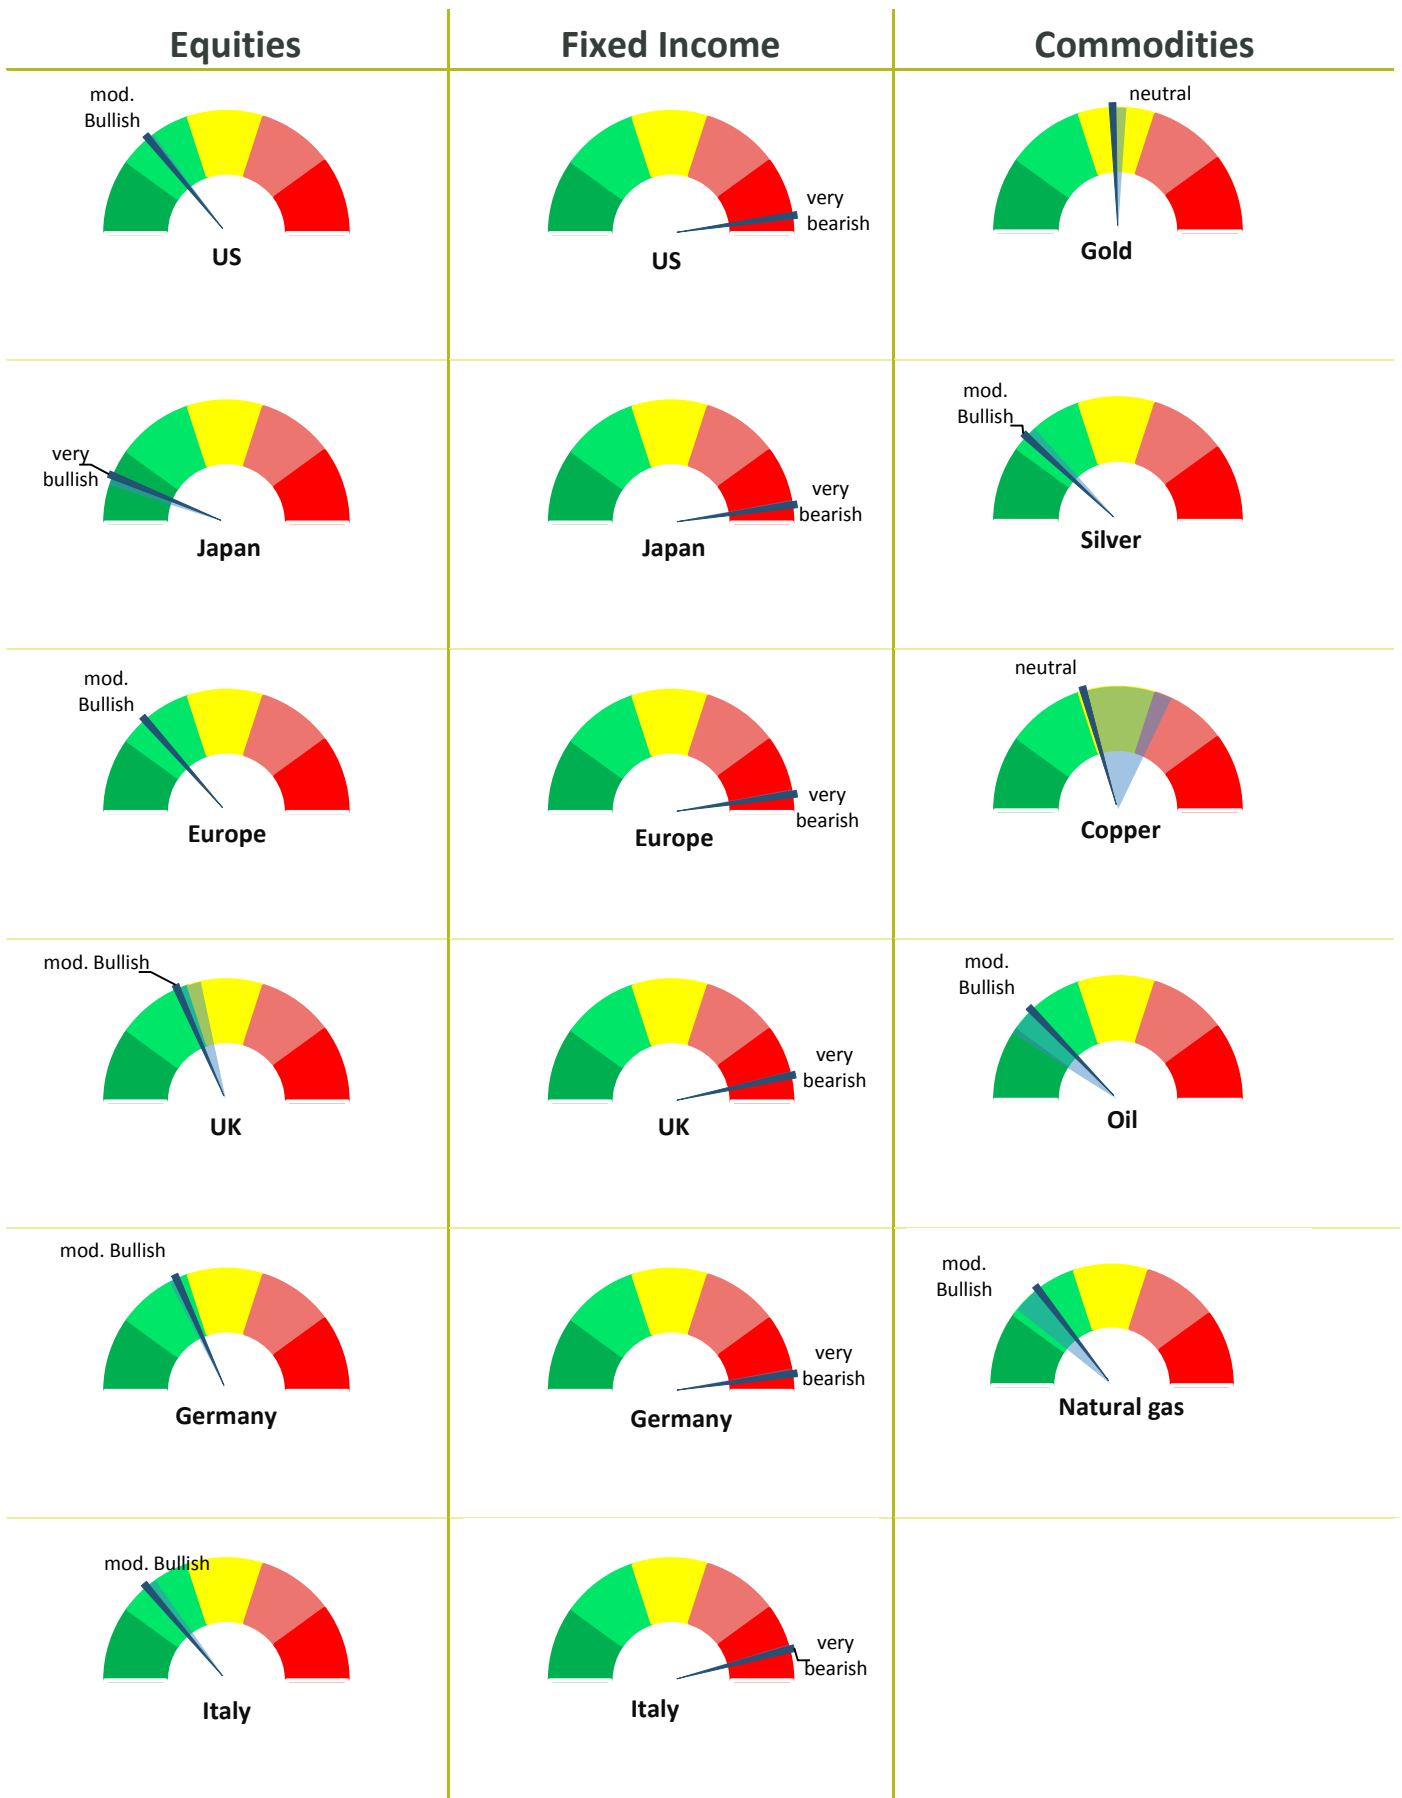 Equities
Fixed Income
Commodities
mod.
Bullish
US
very
bearish
US
neutral
Gold
very
bullish
Japan
very
bearish
Japan
mod.
Bullish
Silver
mod.
Bullish
Europe
very
bearish
Europe
neutral
Copper
mod. Bullish
UK
very
bearish
UK
mod.
Bullish
Oil
mod. Bullish
Germany
very
bearish
Germany
mod.
Bullish
Natural gas
mod. Bullish
Italy
very
bearish
Italy